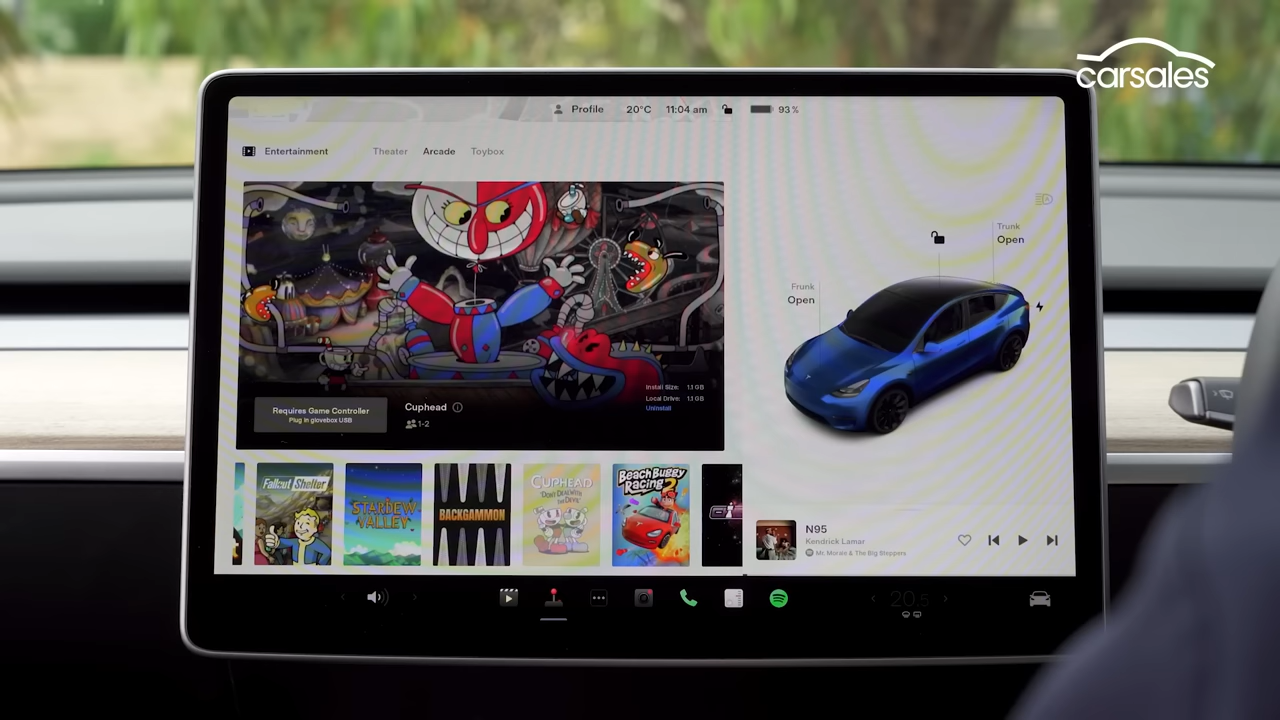 carsales
Profile 20°C 11:04 am 93 %
Entertainment Theater Arcade Toybox
Trunk
Open
Frunk
Open
Install Size: 1.1 GB
Local Drive: 1.1 GB
Uninstall
Requires Game Controller
Plug in glovebox USB
Cuphead
1-2
Fallout Shelter
STARDEW
VALLEY
BACKGAMMON
CUPHEAD
"DON'T DEAL WITH
THE DEVIL"
Beach Buggy
Racing 2
N95
Kendrick Lamar
Mr. Morale & The Big Steppers
20.5